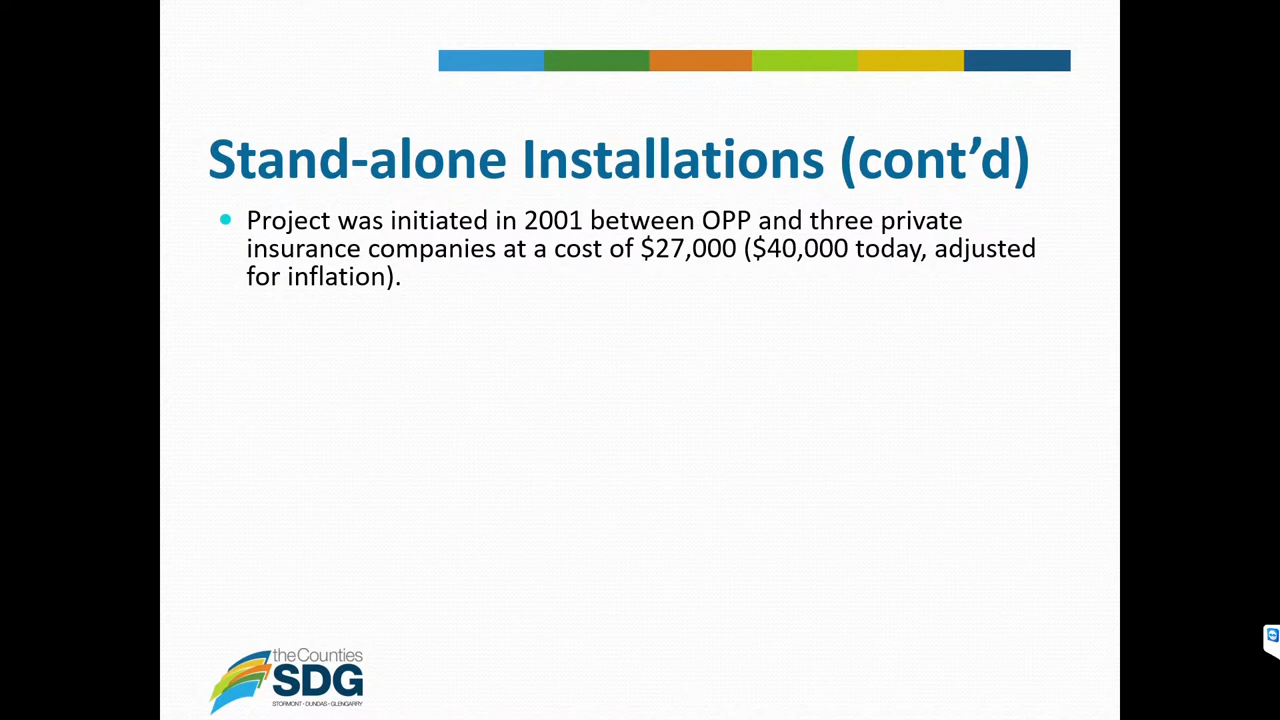 Stand-alone Installations (cont’d)
Project was initiated in 2001 between OPP and three private
insurance companies at a cost of $27,000 ($40,000 today, adjusted
for inflation).
theCounties
SDG
STORMONT • DUNDAS • GLENGARRY